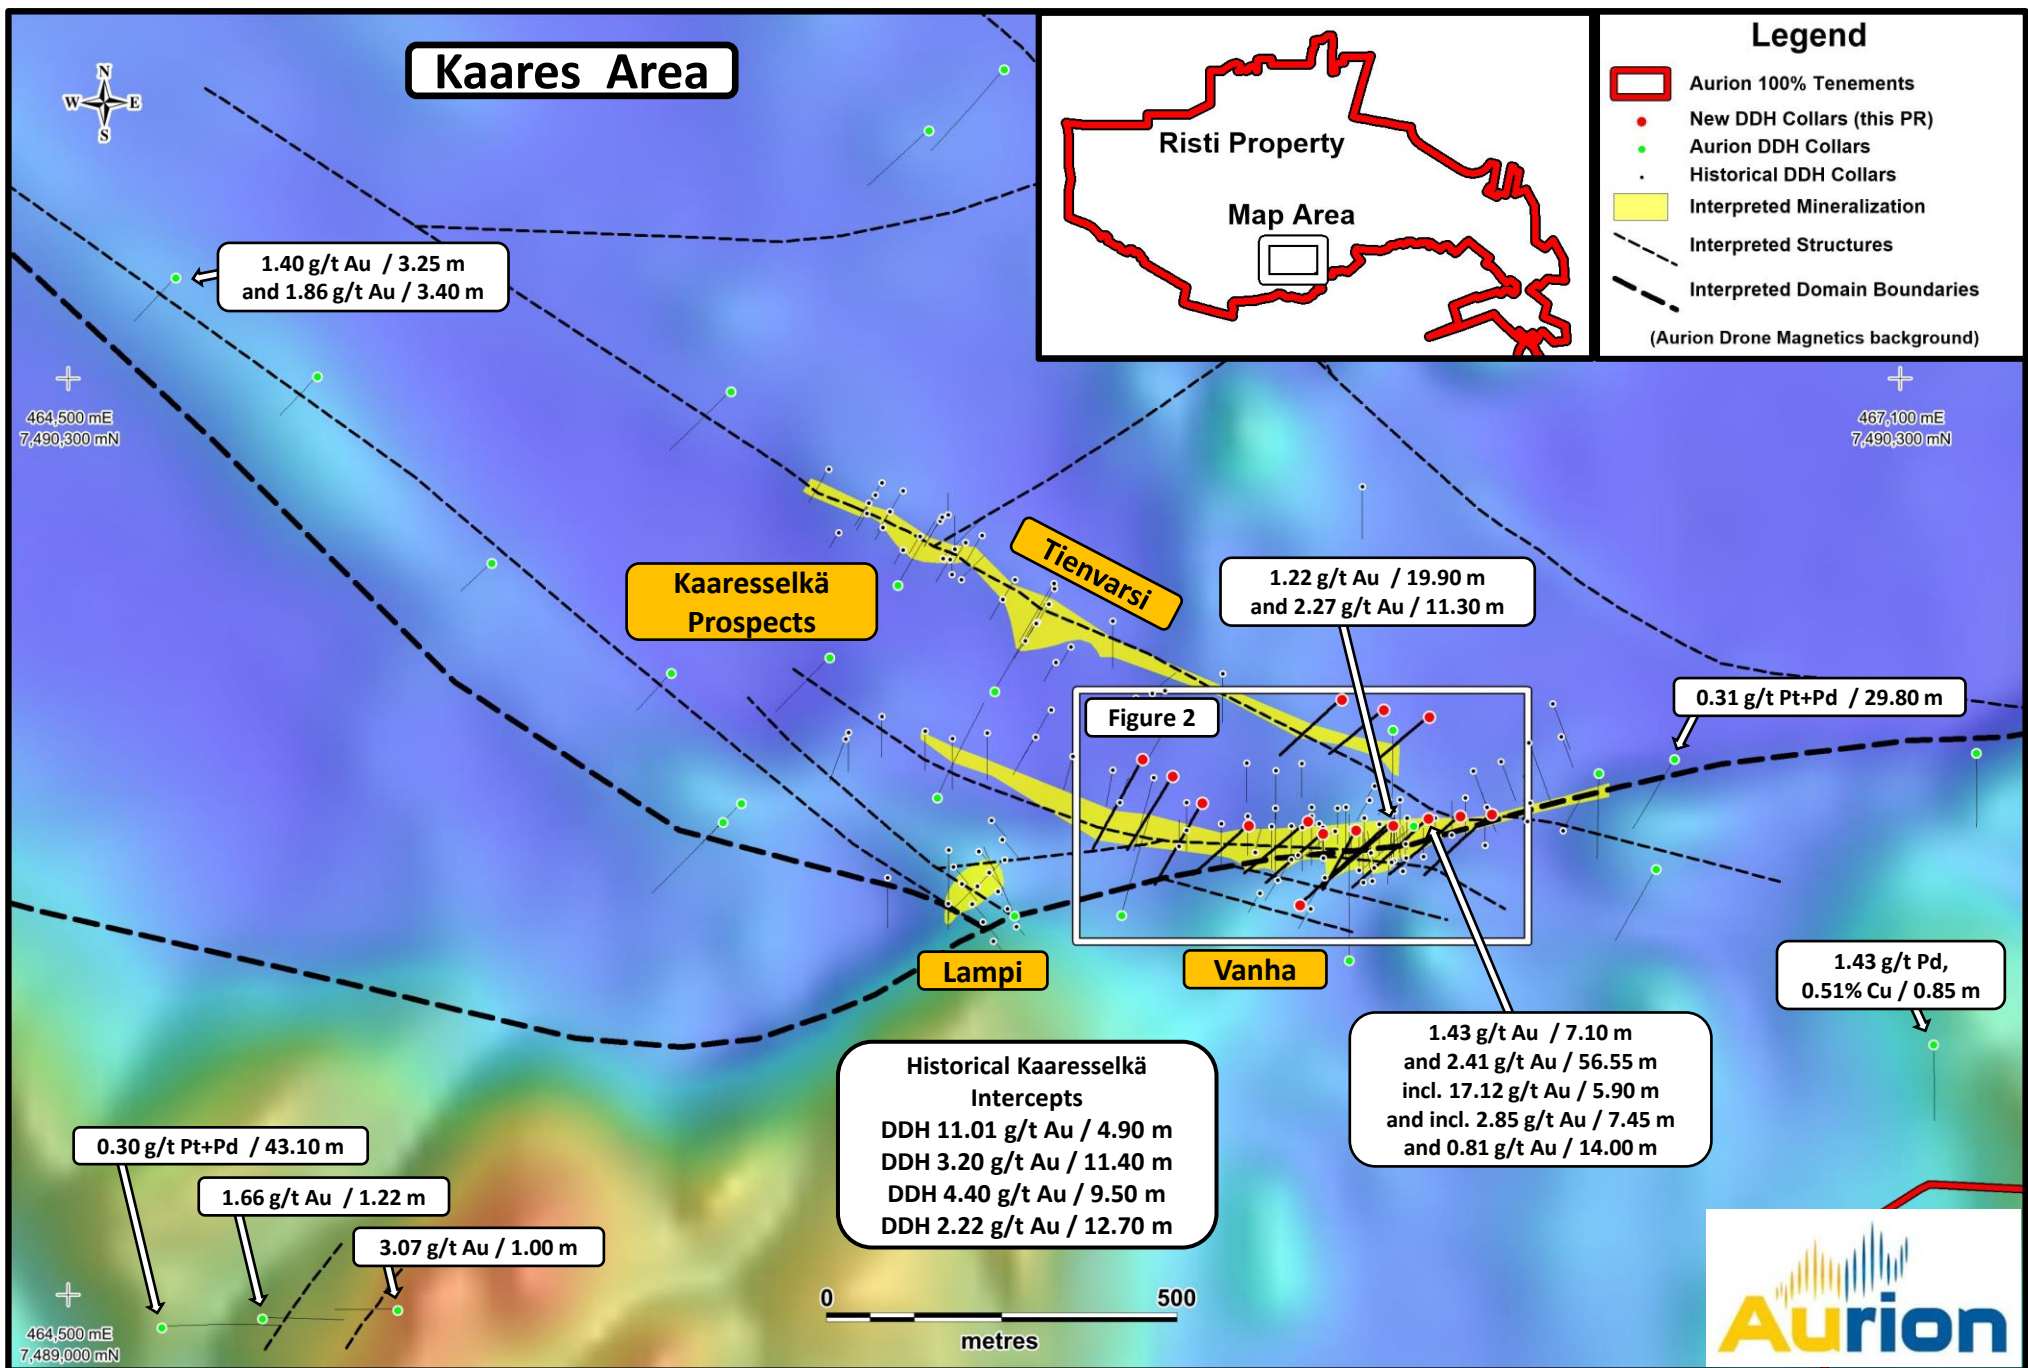 Kaares Area
N
W E
S
Risti Property
Map Area
Legend
Aurion 100% Tenements
New DDH Collars (this PR)
Aurion DDH Collars
Historical DDH Collars
Interpreted Mineralization
Interpreted Structures
Interpreted Domain Boundaries
(Aurion Drone Magnetics background)
1.40 g/t Au / 3.25 m
and 1.86 g/t Au / 3.40 m
464,500 mE
7,490,300 mN
467,100 mE
7,490,300 mN
Kaaresselkä
Prospects
Tienvarsi
1.22 g/t Au / 19.90 m
and 2.27 g/t Au / 11.30 m
Figure 2
0.31 g/t Pt+Pd / 29.80 m
Lampi
Vanha
1.43 g/t Pd,
0.51% Cu / 0.85 m
1.43 g/t Au / 7.10 m
and 2.41 g/t Au / 56.55 m
incl. 17.12 g/t Au / 5.90 m
and incl. 2.85 g/t Au / 7.45 m
and 0.81 g/t Au / 14.00 m
Historical Kaaresselkä
Intercepts
DDH 11.01 g/t Au / 4.90 m
DDH 3.20 g/t Au / 11.40 m
DDH 4.40 g/t Au / 9.50 m
DDH 2.22 g/t Au / 12.70 m
0.30 g/t Pt+Pd / 43.10 m
1.66 g/t Au / 1.22 m
3.07 g/t Au / 1.00 m
464,500 mE
7,489,000 mN
0 500
metres
Aurion